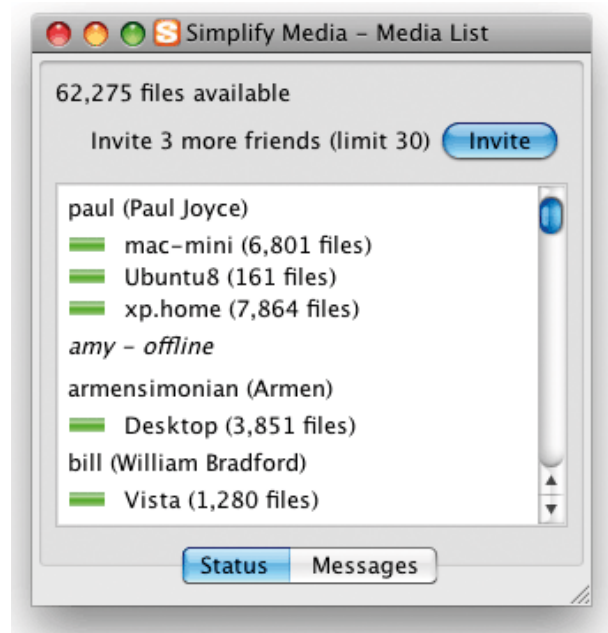 Simplify Media – Media List
62,275 files available
Invite 3 more friends (limit 30) Invite
paul (Paul Joyce)
mac-mini (6,801 files)
Ubuntu8 (161 files)
xp.home (7,864 files)
amy – offline
armensimonian (Armen)
Desktop (3,851 files)
bill (William Bradford)
Vista (1,280 files)
Status Messages